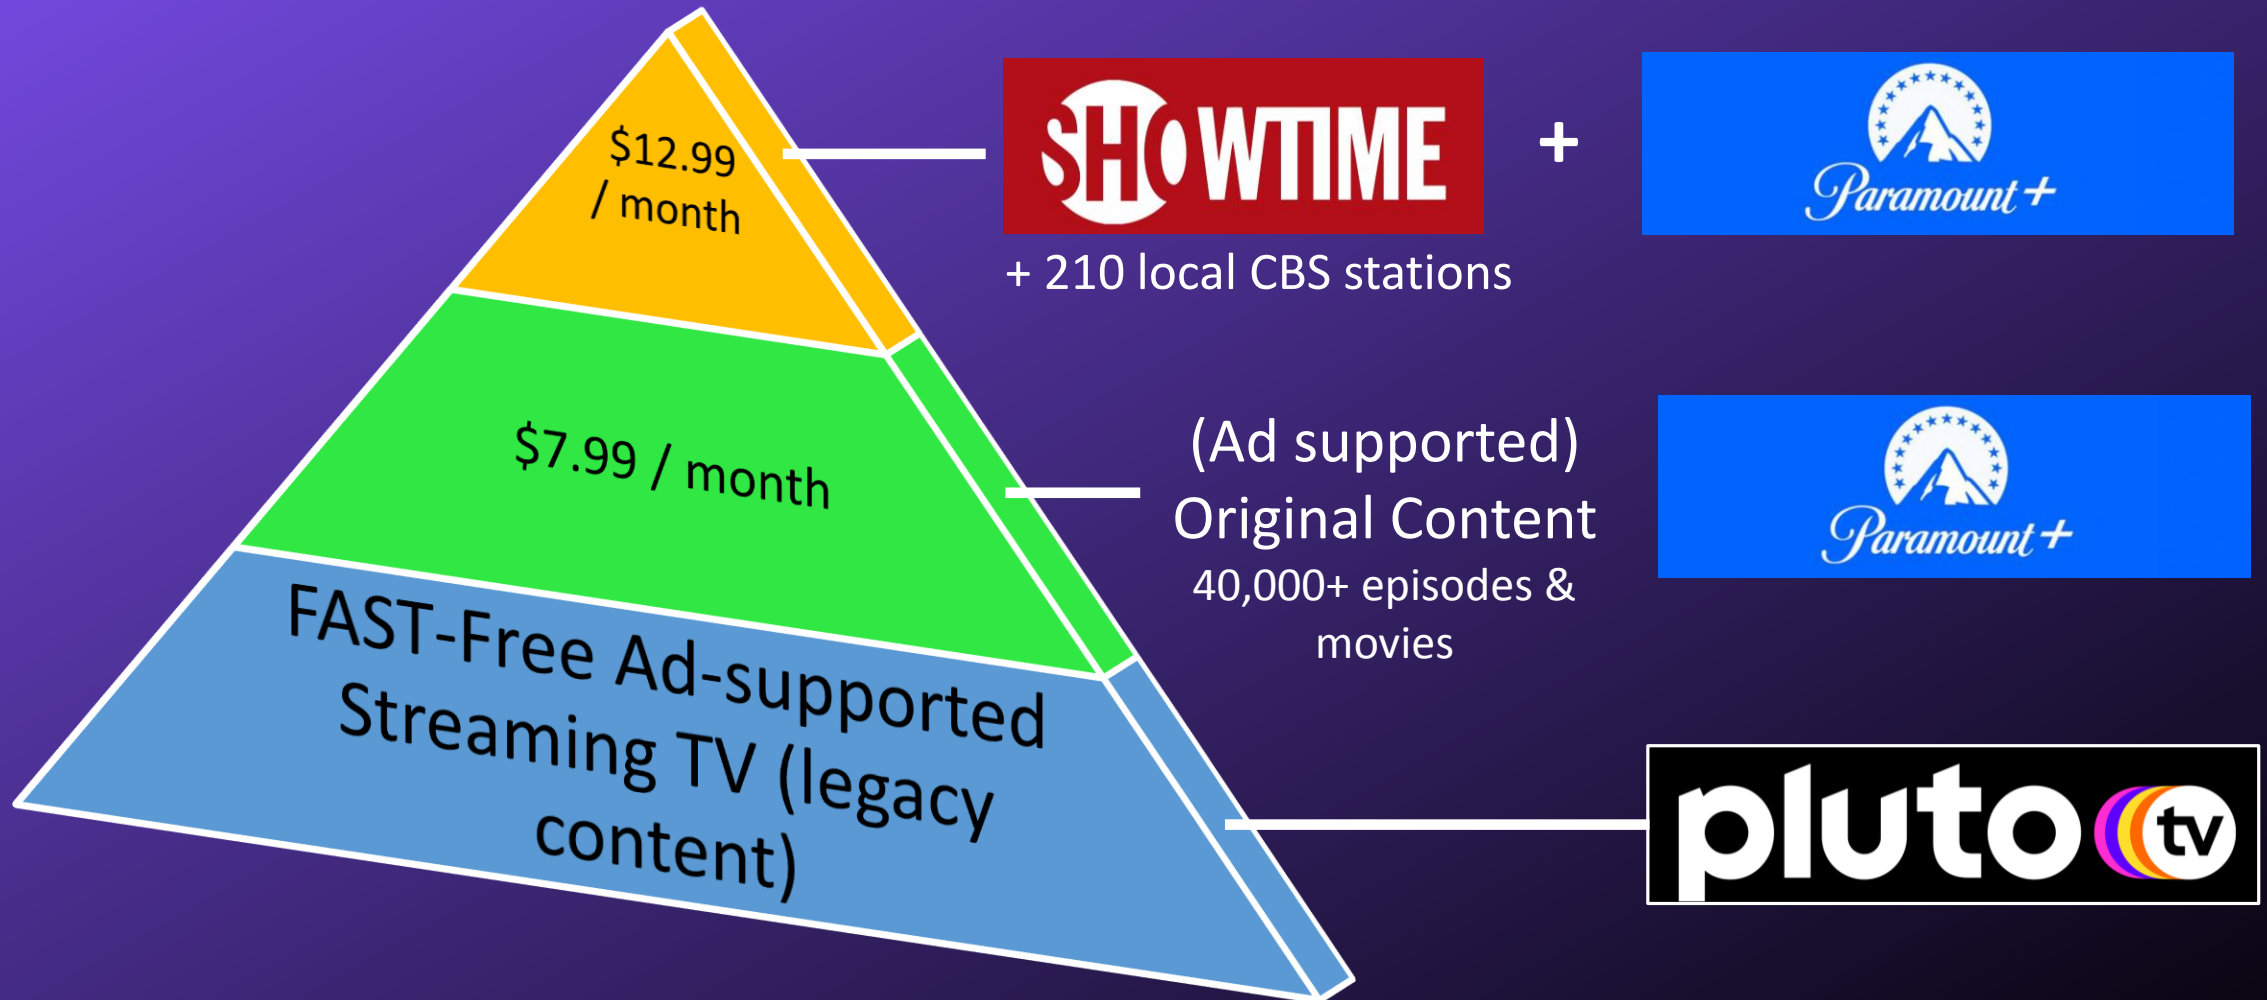 $12.99
/ month
SHOWTIME
+
Paramount+
+ 210 local CBS stations
$7.99 / month
(Ad supported)
Original Content
40,000+ episodes &
movies
Paramount+
FAST-Free Ad-supported
Streaming TV (legacy
content)
pluto tv